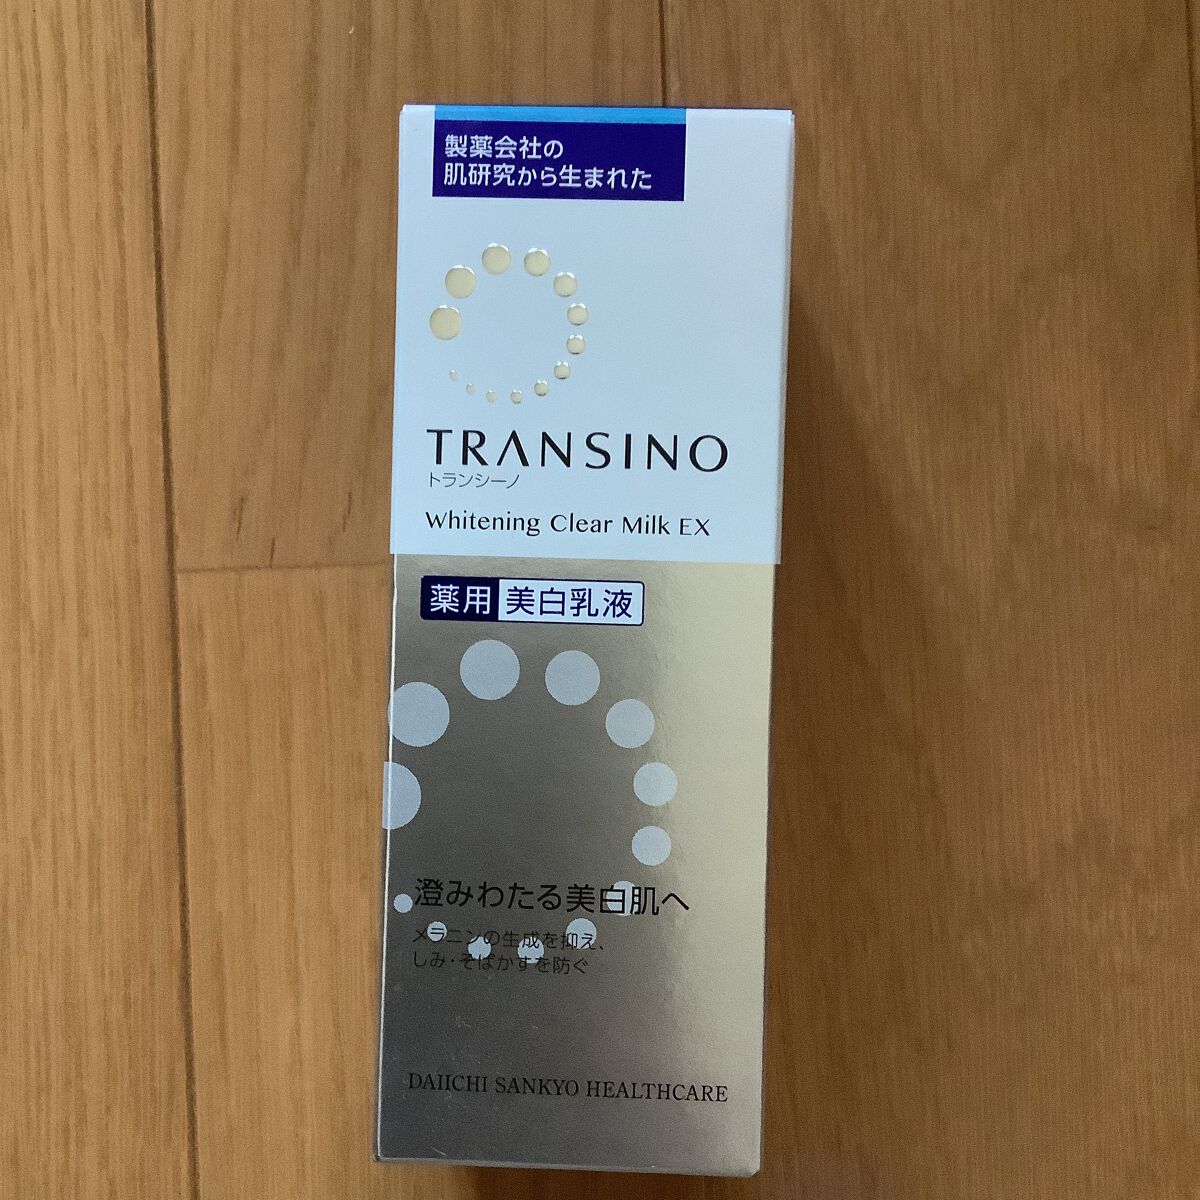 製薬会社の
肌研究から生まれた
TRANSINO
トランシーノ
Whitening Clear Milk EX
薬用 美白乳液
澄みわたる美白肌へ
メラニンの生成を抑え、
しみ・そばかすを防ぐ
DAIICHI SANKYO HEALTHCARE